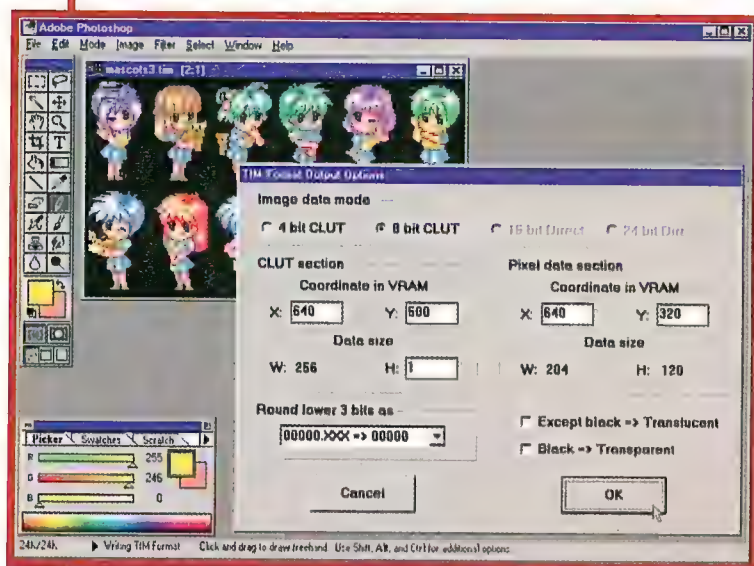 Adobe Photoshop
File Edit Mode Image Filter Select Window Help
mascots3.tim [2:1]
TIM Format Output Options
Image data mode
4 bit CLUT 8 bit CLUT 16 bit Direct 24 bit Dirr
CLUT section Pixel data section
Coordinate in VRAM Coordinate in VRAM
X: 640 Y: 500 X: 640 Y: 320
Data size Data size
W: 256 H: 1 W: 204 H: 120
Round lower 3 bits as
00000.XXX => 00000
Except black => Translucent
Black => Transparent
Cancel OK
Picker Swatches Scratch
R 255
G 246
B 0
24K/24K Writing TIM Format Click and drag to draw freehand. Use Shift, Alt, and Ctrl for additional options.